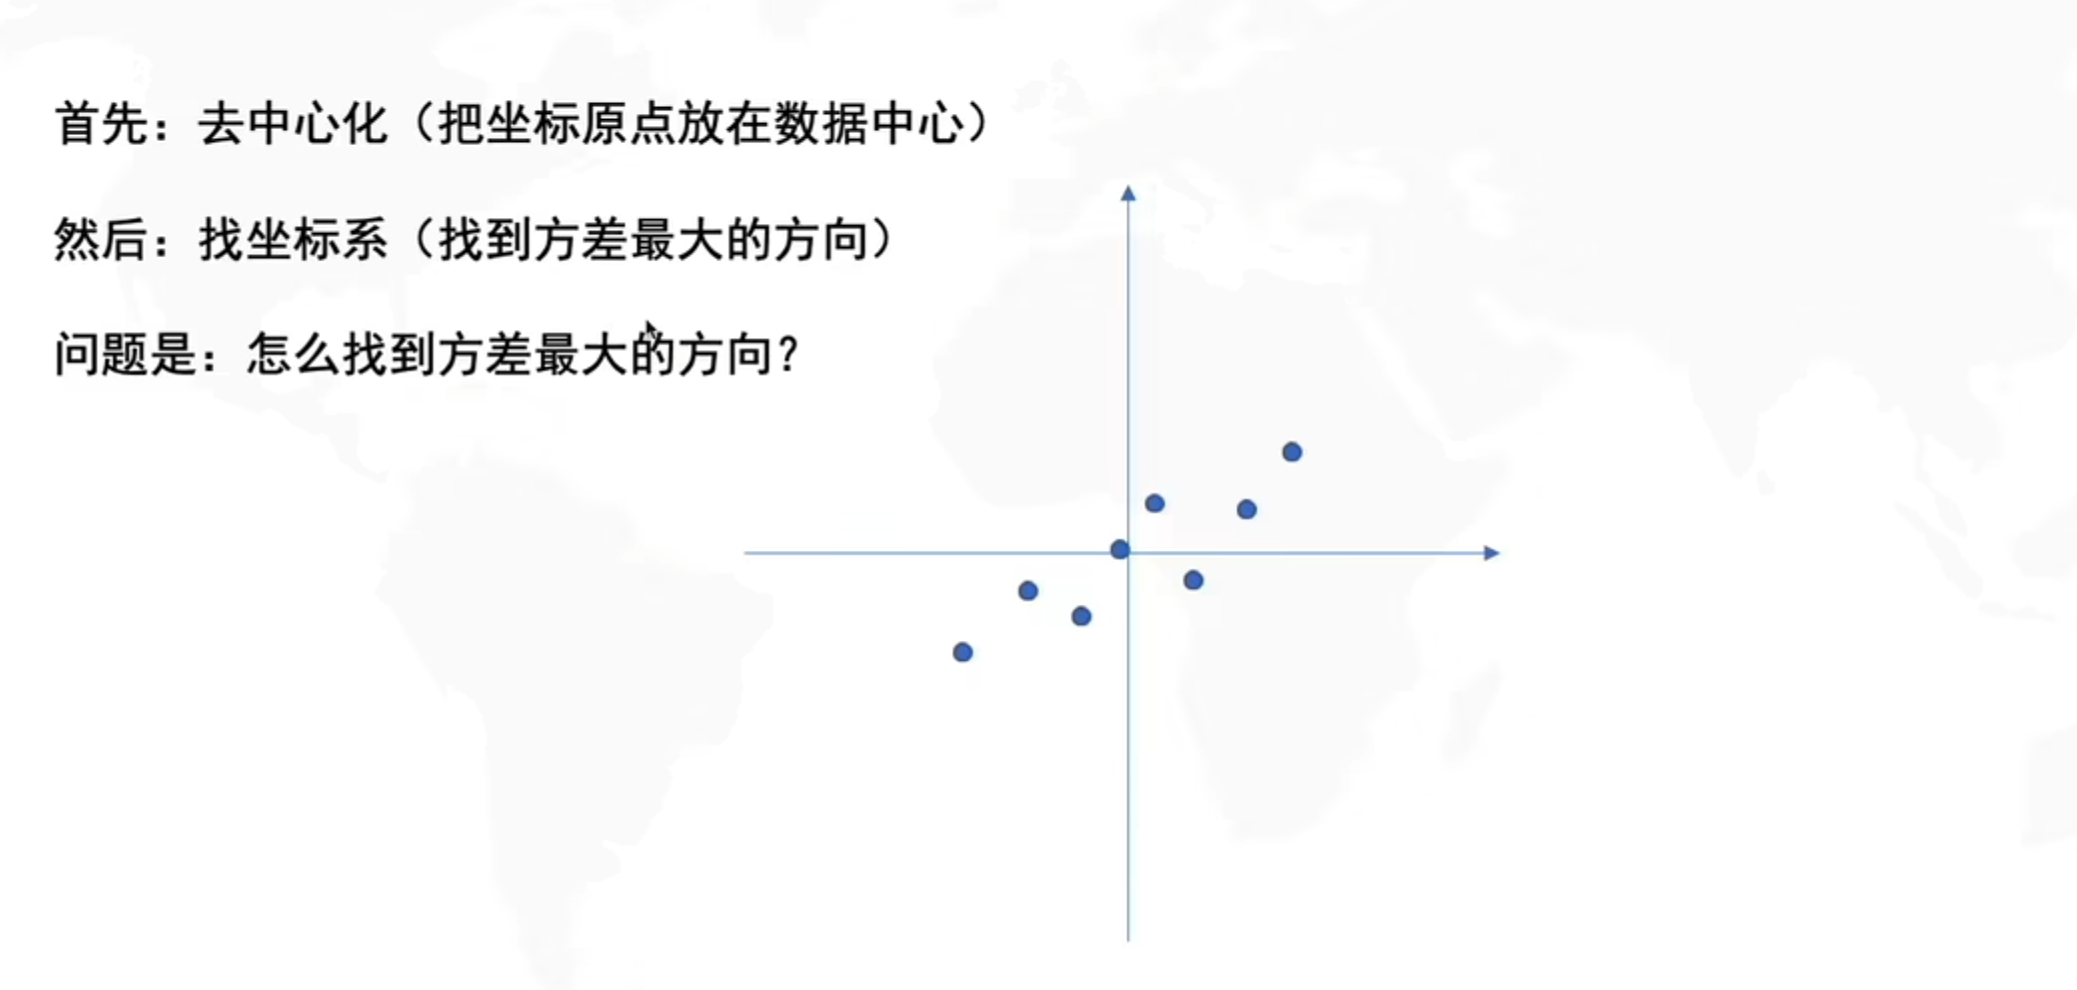 首先：去中心化（把坐标原点放在数据中心）
然后：找坐标系（找到方差最大的方向）
问题是：怎么找到方差最大的方向？